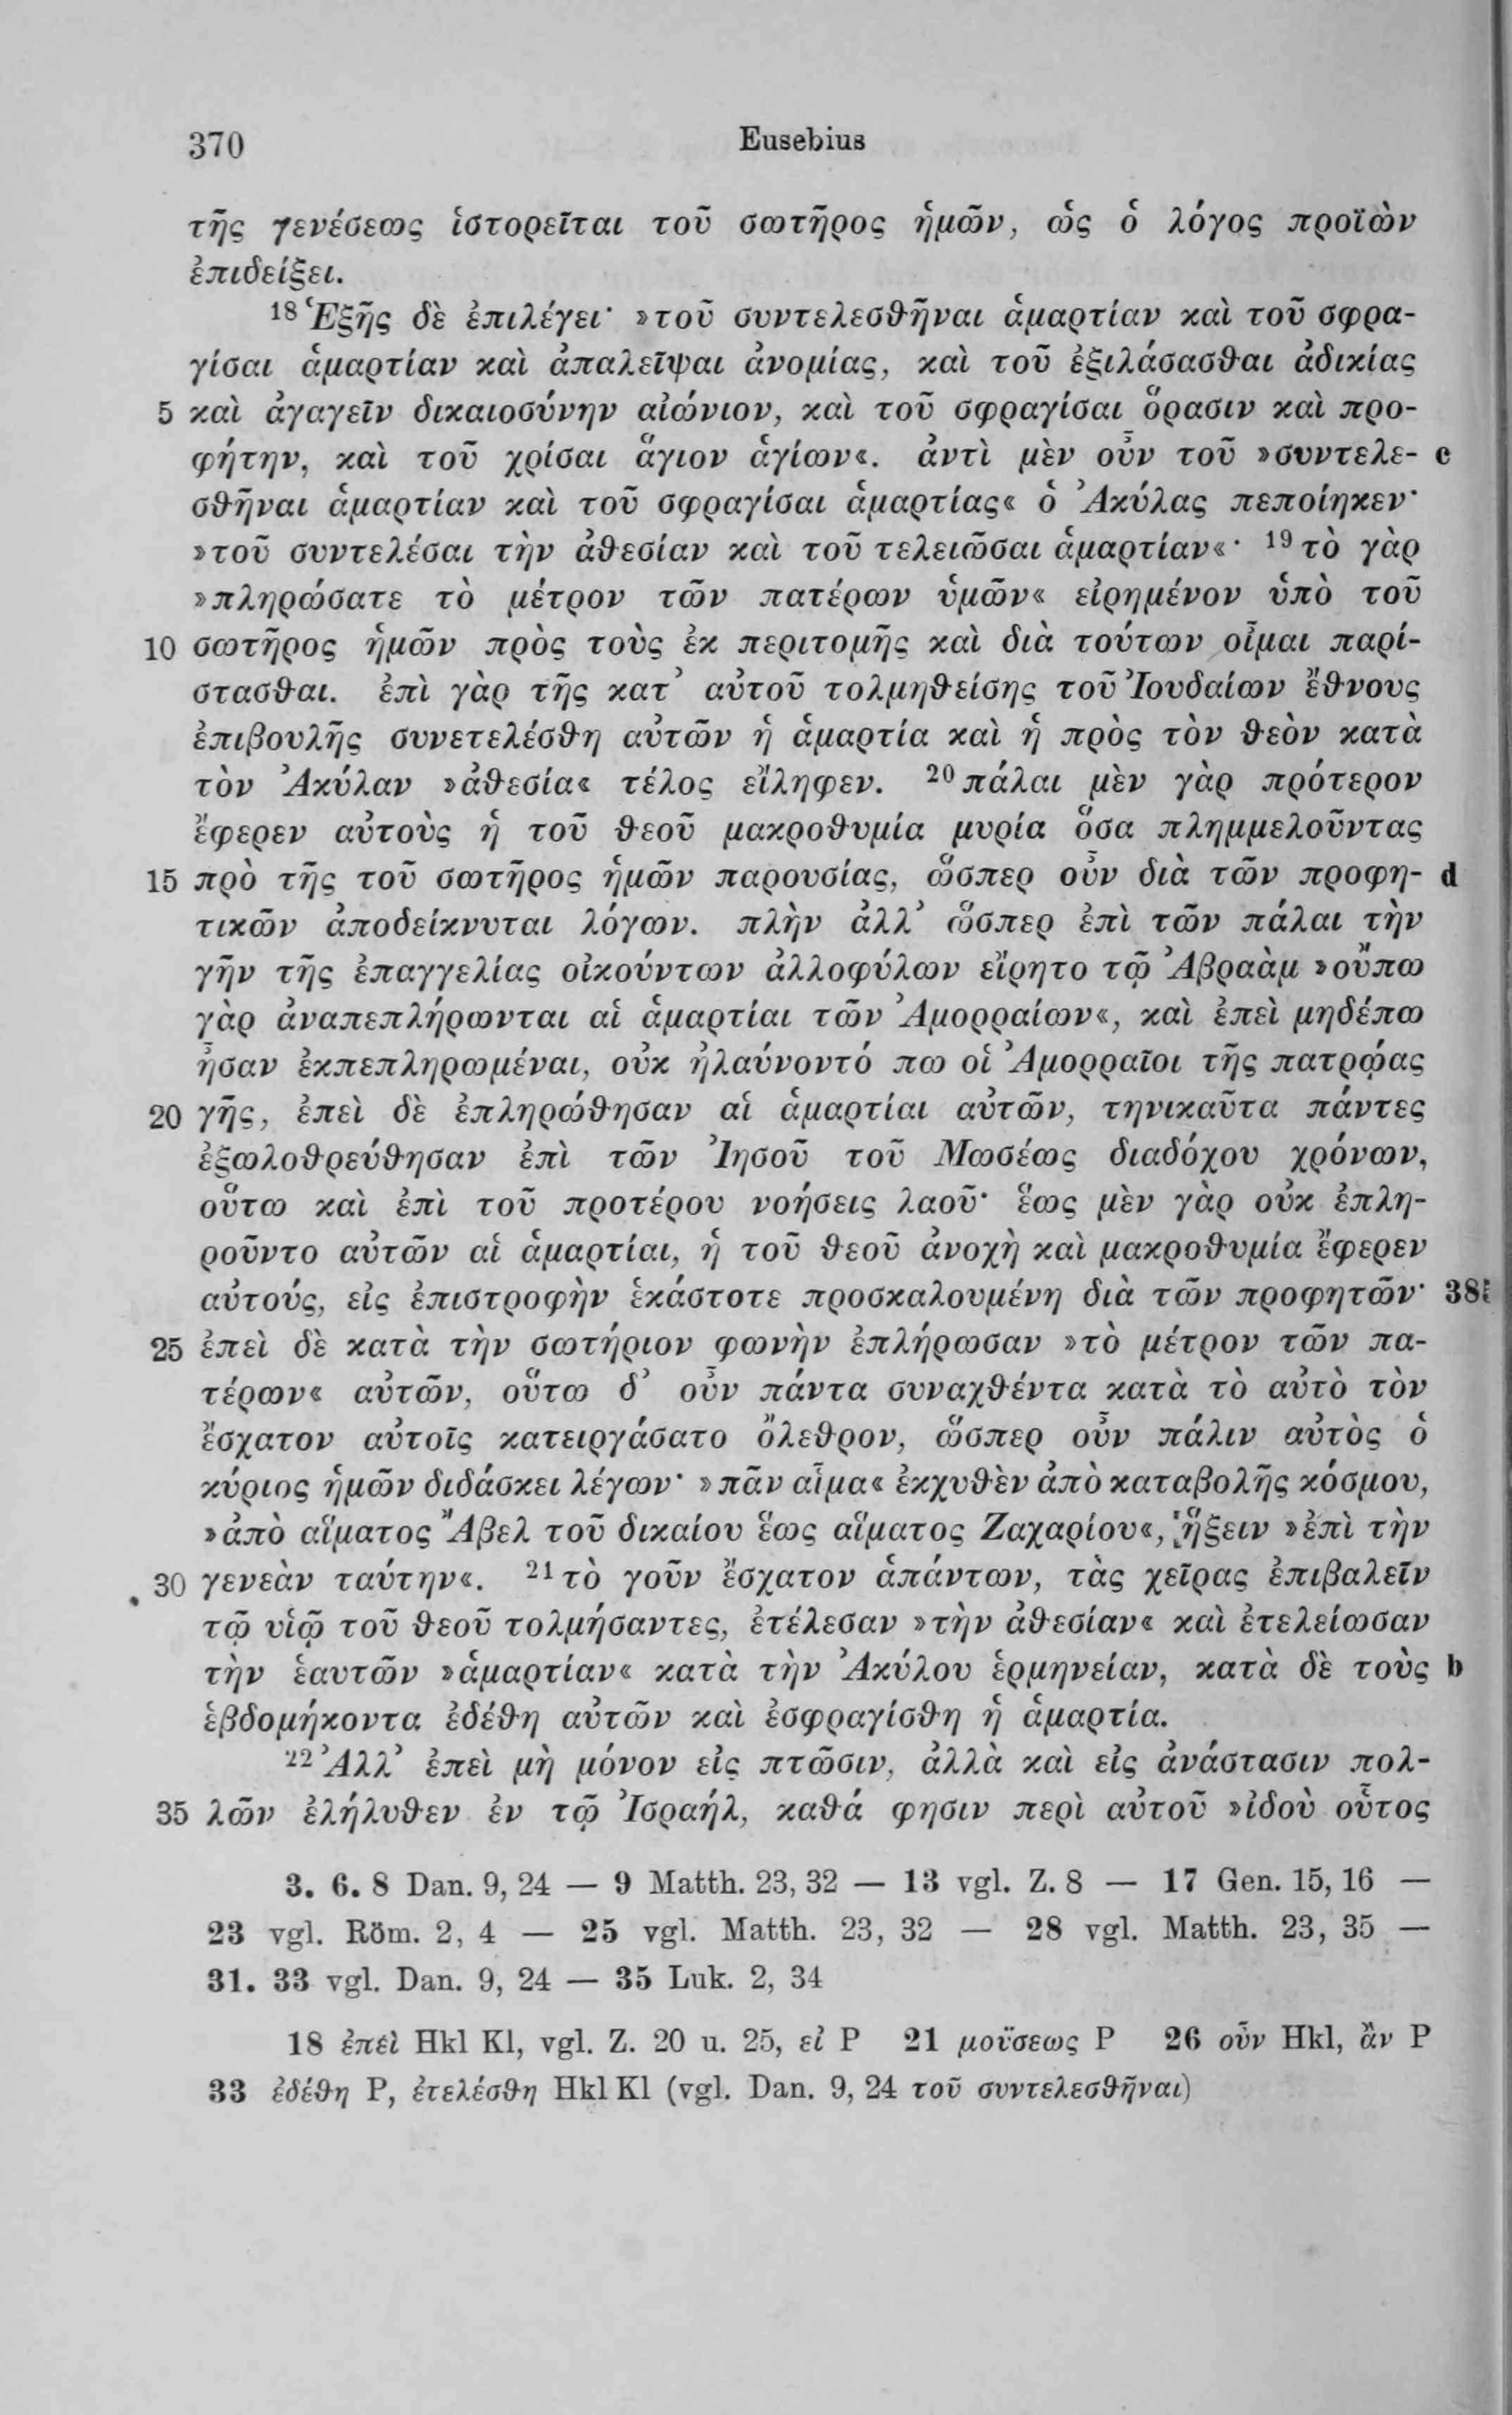 370 Eusebius
τῆς γενέσεως ἱστορεῖται τοῦ σωτῆρος ἡμῶν, ὡς ὁ λόγος προϊὼν
ἐπιδείξει.
¹⁸ Ἑξῆς δὲ ἐπιλέγει· »τοῦ συντελεσθῆναι ἁμαρτίαν καὶ τοῦ σφρα-
γίσαι ἁμαρτίαν καὶ ἀπαλεῖψαι ἀνομίας, καὶ τοῦ ἐξιλάσασθαι ἀδικίας
5 καὶ ἀγαγεῖν δικαιοσύνην αἰώνιον, καὶ τοῦ σφραγίσαι ὅρασιν καὶ προ-
φήτην, καὶ τοῦ χρίσαι ἅγιον ἁγίων«. ἀντὶ μὲν οὖν τοῦ »συντελε- c
σθῆναι ἁμαρτίαν καὶ τοῦ σφραγίσαι ἁμαρτίας« ὁ Ἀκύλας πεποίηκεν·
»τοῦ συντελέσαι τὴν ἀθεσίαν καὶ τοῦ τελειῶσαι ἁμαρτίαν«· ¹⁹ τὸ γὰρ
»πληρώσατε τὸ μέτρον τῶν πατέρων ὑμῶν« εἰρημένον ὑπὸ τοῦ
10 σωτῆρος ἡμῶν πρὸς τοὺς ἐκ περιτομῆς καὶ διὰ τούτων οἶμαι παρί-
στασθαι. ἐπὶ γὰρ τῆς κατ’ αὐτοῦ τολμηθείσης τοῦ Ἰουδαίων ἔθνους
ἐπιβουλῆς συνετελέσθη αὐτῶν ἡ ἁμαρτία καὶ ἡ πρὸς τὸν θεὸν κατὰ
τὸν Ἀκύλαν »ἀθεσία« τέλος εἴληφεν. ²⁰ πάλαι μὲν γὰρ πρότερον
ἔφερεν αὐτοὺς ἡ τοῦ θεοῦ μακροθυμία μυρία ὅσα πλημμελοῦντας
15 πρὸ τῆς τοῦ σωτῆρος ἡμῶν παρουσίας, ὥσπερ οὖν διὰ τῶν προφη- d
τικῶν ἀποδείκνυται λόγων. πλὴν ἀλλ’ ὥσπερ ἐπὶ τῶν πάλαι τὴν
γῆν τῆς ἐπαγγελίας οἰκούντων ἀλλοφύλων εἴρητο τῷ Ἀβραὰμ »οὔπω
γὰρ ἀναπεπλήρωνται αἱ ἁμαρτίαι τῶν Ἀμορραίων«, καὶ ἐπεὶ μηδέπω
ἦσαν ἐκπεπληρωμέναι, οὐκ ἠλαύνοντό πω οἱ Ἀμορραῖοι τῆς πατρῴας
20 γῆς, ἐπεὶ δὲ ἐπληρώθησαν αἱ ἁμαρτίαι αὐτῶν, τηνικαῦτα πάντες
ἐξωλοθρεύθησαν ἐπὶ τῶν Ἰησοῦ τοῦ Μωσέως διαδόχου χρόνων,
οὕτω καὶ ἐπὶ τοῦ προτέρου νοήσεις λαοῦ· ἕως μὲν γὰρ οὐκ ἐπλη-
ροῦντο αὐτῶν αἱ ἁμαρτίαι, ἡ τοῦ θεοῦ ἀνοχὴ καὶ μακροθυμία ἔφερεν
αὐτούς, εἰς ἐπιστροφὴν ἑκάστοτε προσκαλουμένη διὰ τῶν προφητῶν·
25 ἐπεὶ δὲ κατὰ τὴν σωτήριον φωνὴν ἐπλήρωσαν »τὸ μέτρον τῶν πα-
τέρων« αὐτῶν, οὕτω δ’ οὖν πάντα συναχθέντα κατὰ τὸ αὐτὸ τὸν
ἔσχατον αὐτοῖς κατειργάσατο ὄλεθρον, ὥσπερ οὖν πάλιν αὐτὸς ὁ
κύριος ἡμῶν διδάσκει λέγων· »πᾶν αἷμα« ἐκχυθὲν ἀπὸ καταβολῆς κόσμου,
»ἀπὸ αἵματος Ἄβελ τοῦ δικαίου ἕως αἵματος Ζαχαρίου«, ἥξειν »ἐπὶ τὴν
30 γενεὰν ταύτην«. ²¹ τὸ γοῦν ἔσχατον ἁπάντων, τὰς χεῖρας ἐπιβαλεῖν
τῷ υἱῷ τοῦ θεοῦ τολμήσαντες, ἐτέλεσαν »τὴν ἀθεσίαν« καὶ ἐτελείωσαν
τὴν ἑαυτῶν »ἁμαρτίαν« κατὰ τὴν Ἀκύλου ἑρμηνείαν, κατὰ δὲ τοὺς b
ἑβδομήκοντα ἐδέθη αὐτῶν καὶ ἐσφραγίσθη ἡ ἁμαρτία.
²² Ἀλλ’ ἐπεὶ μὴ μόνον εἰς πτῶσιν, ἀλλὰ καὶ εἰς ἀνάστασιν πολ-
35 λῶν ἐλήλυθεν ἐν τῷ Ἰσραήλ, καθά φησιν περὶ αὐτοῦ »ἰδοὺ οὗτος
3. 6. 8 Dan. 9, 24 — 9 Matth. 23, 32 — 13 vgl. Z. 8 — 17 Gen. 15, 16 —
23 vgl. Röm. 2, 4 — 25 vgl. Matth. 23, 32 — 28 vgl. Matth. 23, 35 —
31. 33 vgl. Dan. 9, 24 — 35 Luk. 2, 34
18 ἐπεὶ Hkl Kl, vgl. Z. 20 u. 25, εἰ P 21 μοϋσεως P 26 οὖν Hkl, ἂν P
33 ἐδέθη P, ἐτελέσθη Hkl Kl (vgl. Dan. 9, 24 τοῦ συντελεσθῆναι)